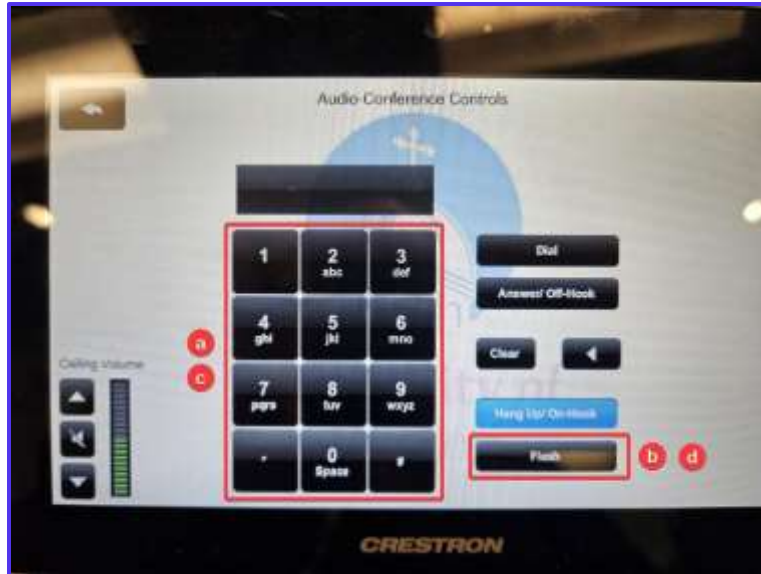 Audio Conference Controls
1
2
abc
3
def
Dial
Answer/ Off-Hook
4
ghi
5
jkl
6
mno
a
Clear
Ceiling Volume
c
7
pqrs
8
tuv
9
wxyz
Hang Up/ On-Hook
0
Space
#
Flash
b
d
CRESTRON